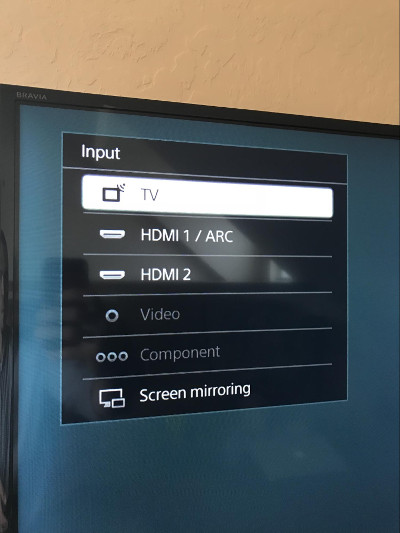 BRAVIA
Input
TV
HDMI 1 / ARC
HDMI 2
Video
Component
Screen mirroring